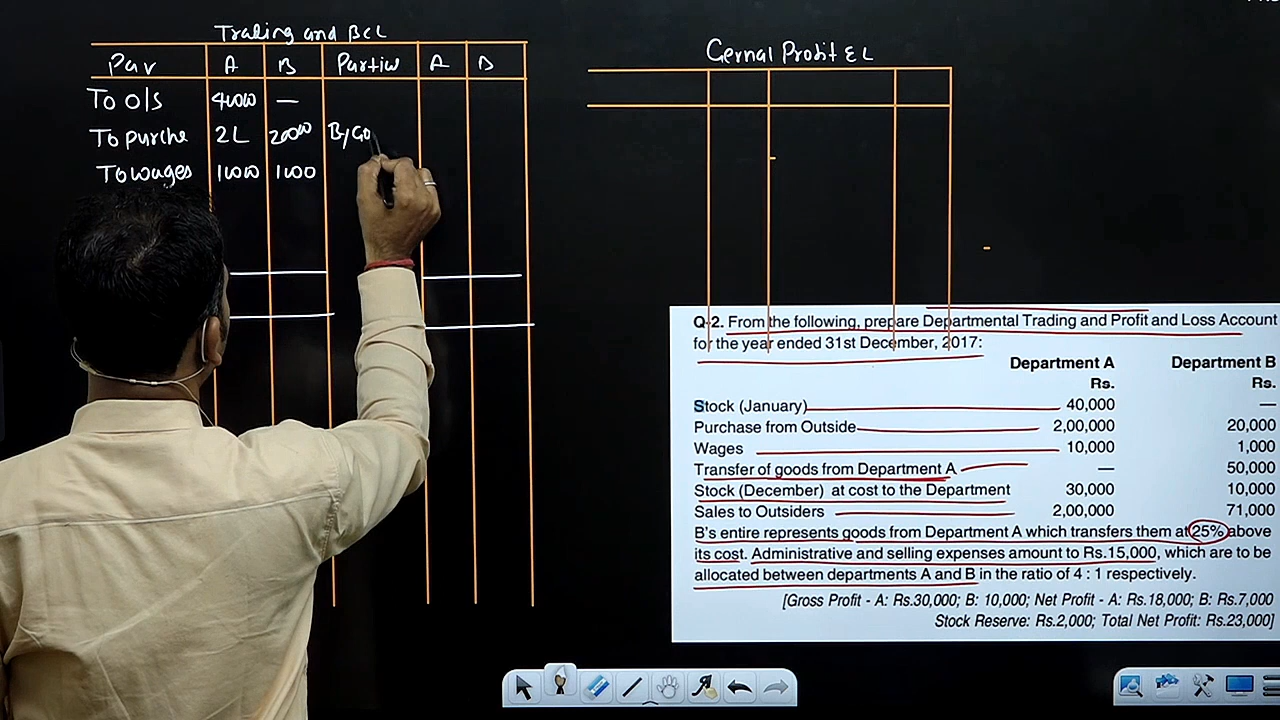 Trading and P&L
Par A B Particu A B
To O/S 40000 —
To Purche 2L 20000 B/Go
To wages 10000 1000
Gernal Profit & L
Q-2. From the following, prepare Departmental Trading and Profit and Loss Account
for the year ended 31st December, 2017:
Department A Department B
Rs. Rs.
Stock (January) 40,000 —
Purchase from Outside 2,00,000 20,000
Wages 10,000 1,000
Transfer of goods from Department A — 50,000
Stock (December) at cost to the Department 30,000 10,000
Sales to Outsiders 2,00,000 71,000
B's entire represents goods from Department A which transfers them at 25% above
its cost. Administrative and selling expenses amount to Rs.15,000, which are to be
allocated between departments A and B in the ratio of 4 : 1 respectively.
[Gross Profit - A: Rs.30,000; B: 10,000; Net Profit - A: Rs.18,000; B: Rs.7,000
Stock Reserve: Rs.2,000; Total Net Profit: Rs.23,000]